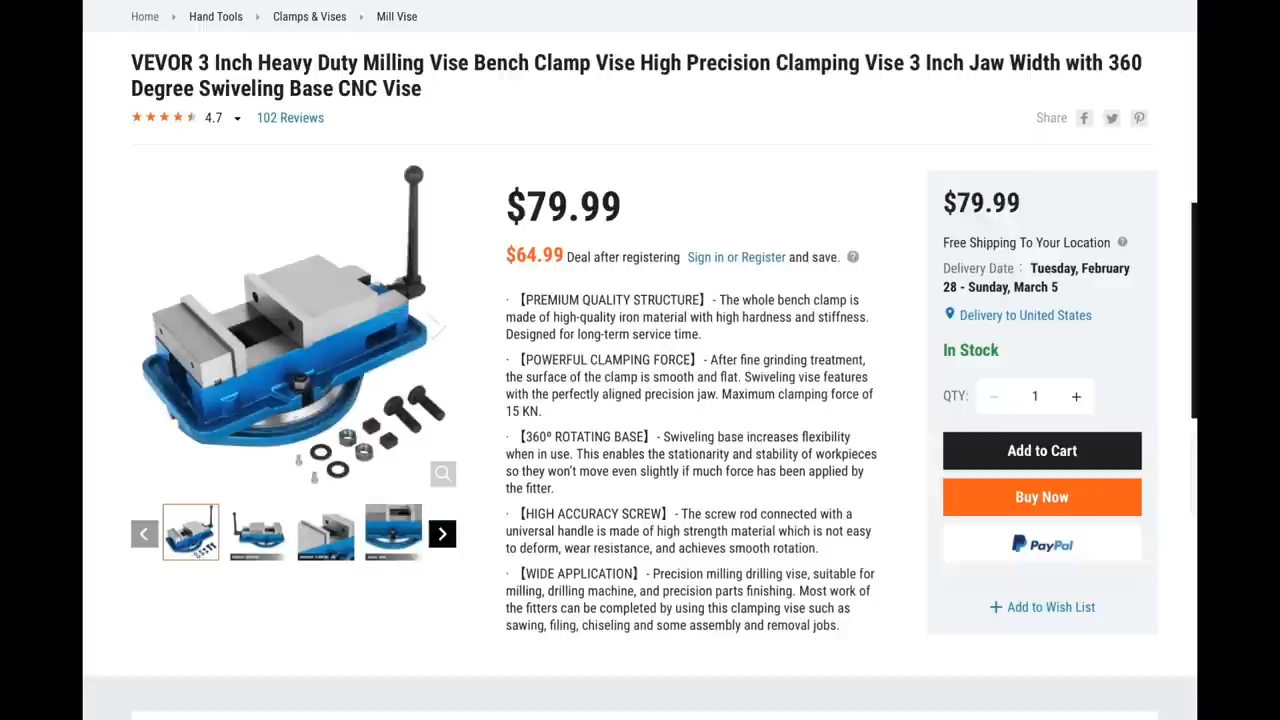 Home Hand Tools Clamps & Vises Mill Vise
VEVOR 3 Inch Heavy Duty Milling Vise Bench Clamp Vise High Precision Clamping Vise 3 Inch Jaw Width with 360
Degree Swiveling Base CNC Vise
4.7 102 Reviews
Share
$79.99
$64.99 Deal after registering Sign in or Register and save.
· 【PREMIUM QUALITY STRUCTURE】 - The whole bench clamp is
made of high-quality iron material with high hardness and stiffness.
Designed for long-term service time.
· 【POWERFUL CLAMPING FORCE】 - After fine grinding treatment,
the surface of the clamp is smooth and flat. Swiveling vise features
with the perfectly aligned precision jaw. Maximum clamping force of
15 KN.
· 【360º ROTATING BASE】 - Swiveling base increases flexibility
when in use. This enables the stationarity and stability of workpieces
so they won't move even slightly if much force has been applied by
the fitter.
· 【HIGH ACCURACY SCREW】 - The screw rod connected with a
universal handle is made of high strength material which is not easy
to deform, wear resistance, and achieves smooth rotation.
· 【WIDE APPLICATION】 - Precision milling drilling vise, suitable for
milling, drilling machine, and precision parts finishing. Most work of
the fitters can be completed by using this clamping vise such as
sawing, filing, chiseling and some assembly and removal jobs.
$79.99
Free Shipping To Your Location
Delivery Date : Tuesday, February
28 - Sunday, March 5
Delivery to United States
In Stock
QTY: − 1 +
Add to Cart
Buy Now
PayPal
+ Add to Wish List